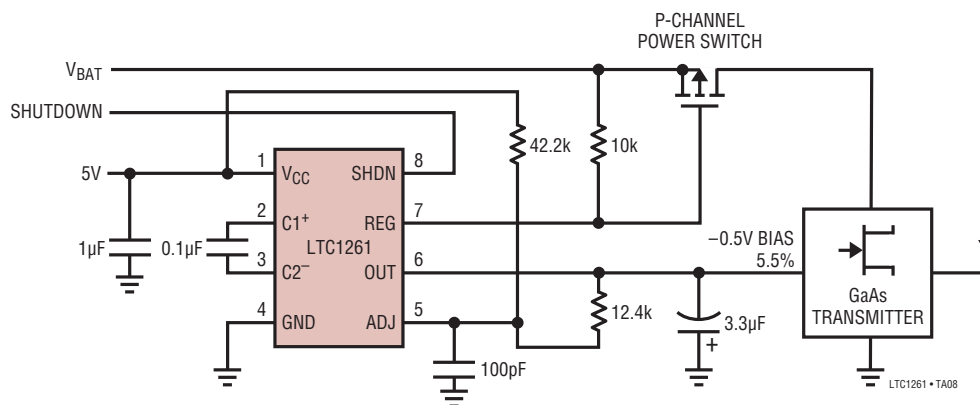 P-CHANNEL
POWER SWITCH
VBAT
SHUTDOWN
42.2k
10k
5V
1
VCC
SHDN
8
2
C1+
REG
7
1µF
0.1µF
LTC1261
3
C2–
OUT
6
–0.5V BIAS
5.5%
4
GND
ADJ
5
12.4k
3.3µF
+
100pF
GaAs
TRANSMITTER
LTC1261 • TA08